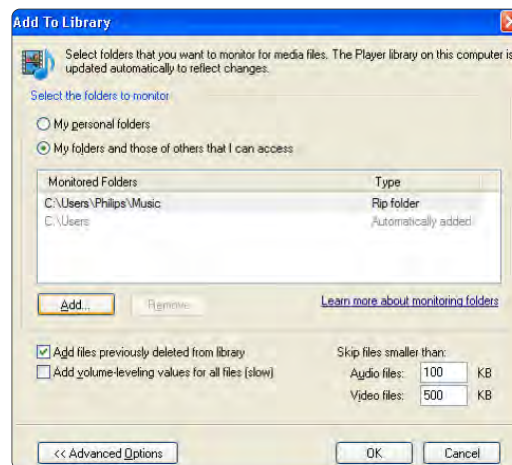 Add To Library
Select folders that you want to monitor for media files. The Player library on this computer is
updated automatically to reflect changes.
Select the folders to monitor
My personal folders
My folders and those of others that I can access
Monitored Folders Type
C:\Users\Philips\Music Rip folder
C:\Users Automatically added
Add... Remove Learn more about monitoring folders
Add files previously deleted from library Skip files smaller than:
Add volume-leveling values for all files (slow) Audio files: 100 KB
Video files: 500 KB
<< Advanced Options OK Cancel